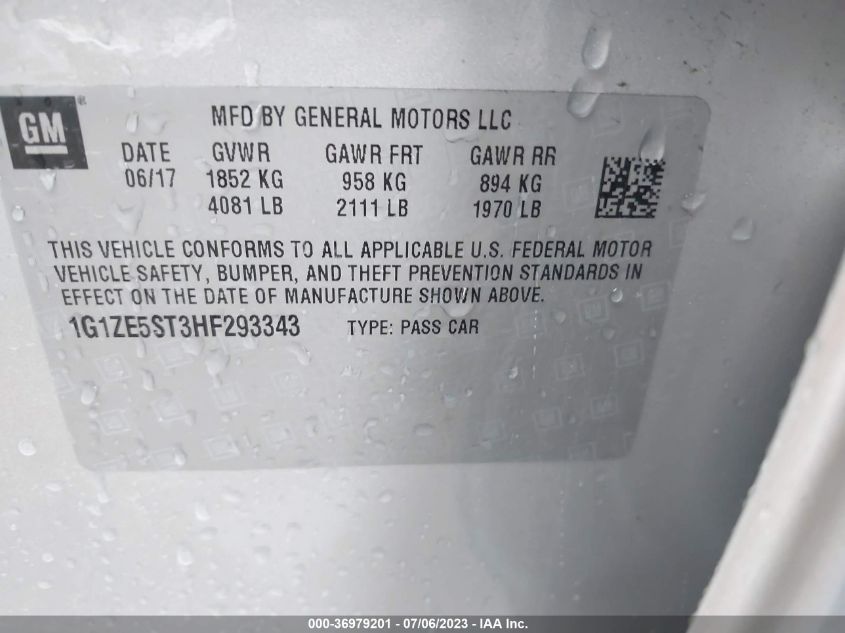 GM
MFD BY GENERAL MOTORS LLC
DATE GVWR GAWR FRT GAWR RR
06/17 1852 KG 958 KG 894 KG
4081 LB 2111 LB 1970 LB
THIS VEHICLE CONFORMS TO ALL APPLICABLE U.S. FEDERAL MOTOR
VEHICLE SAFETY, BUMPER, AND THEFT PREVENTION STANDARDS IN
EFFECT ON THE DATE OF MANUFACTURE SHOWN ABOVE.
1G1ZE5ST3HF293343 TYPE: PASS CAR
000-36979201 - 07/06/2023 - IAA Inc.